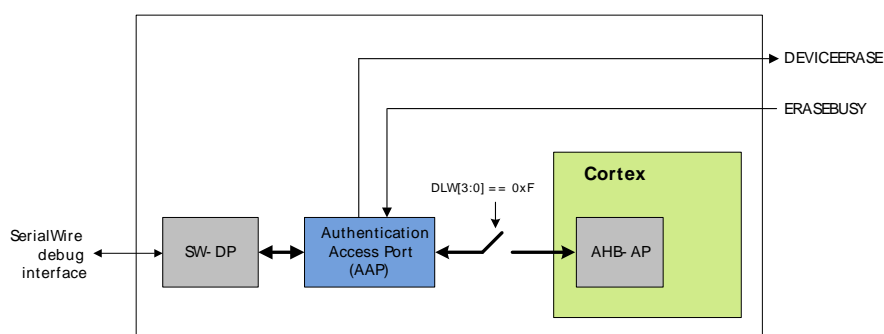 DEVICEERASE
ERASEBUSY
Cortex
DLW[3:0] == 0xF
SerialWire
debug
interface
SW-DP
Authentication
Access Port
(AAP)
AHB-AP